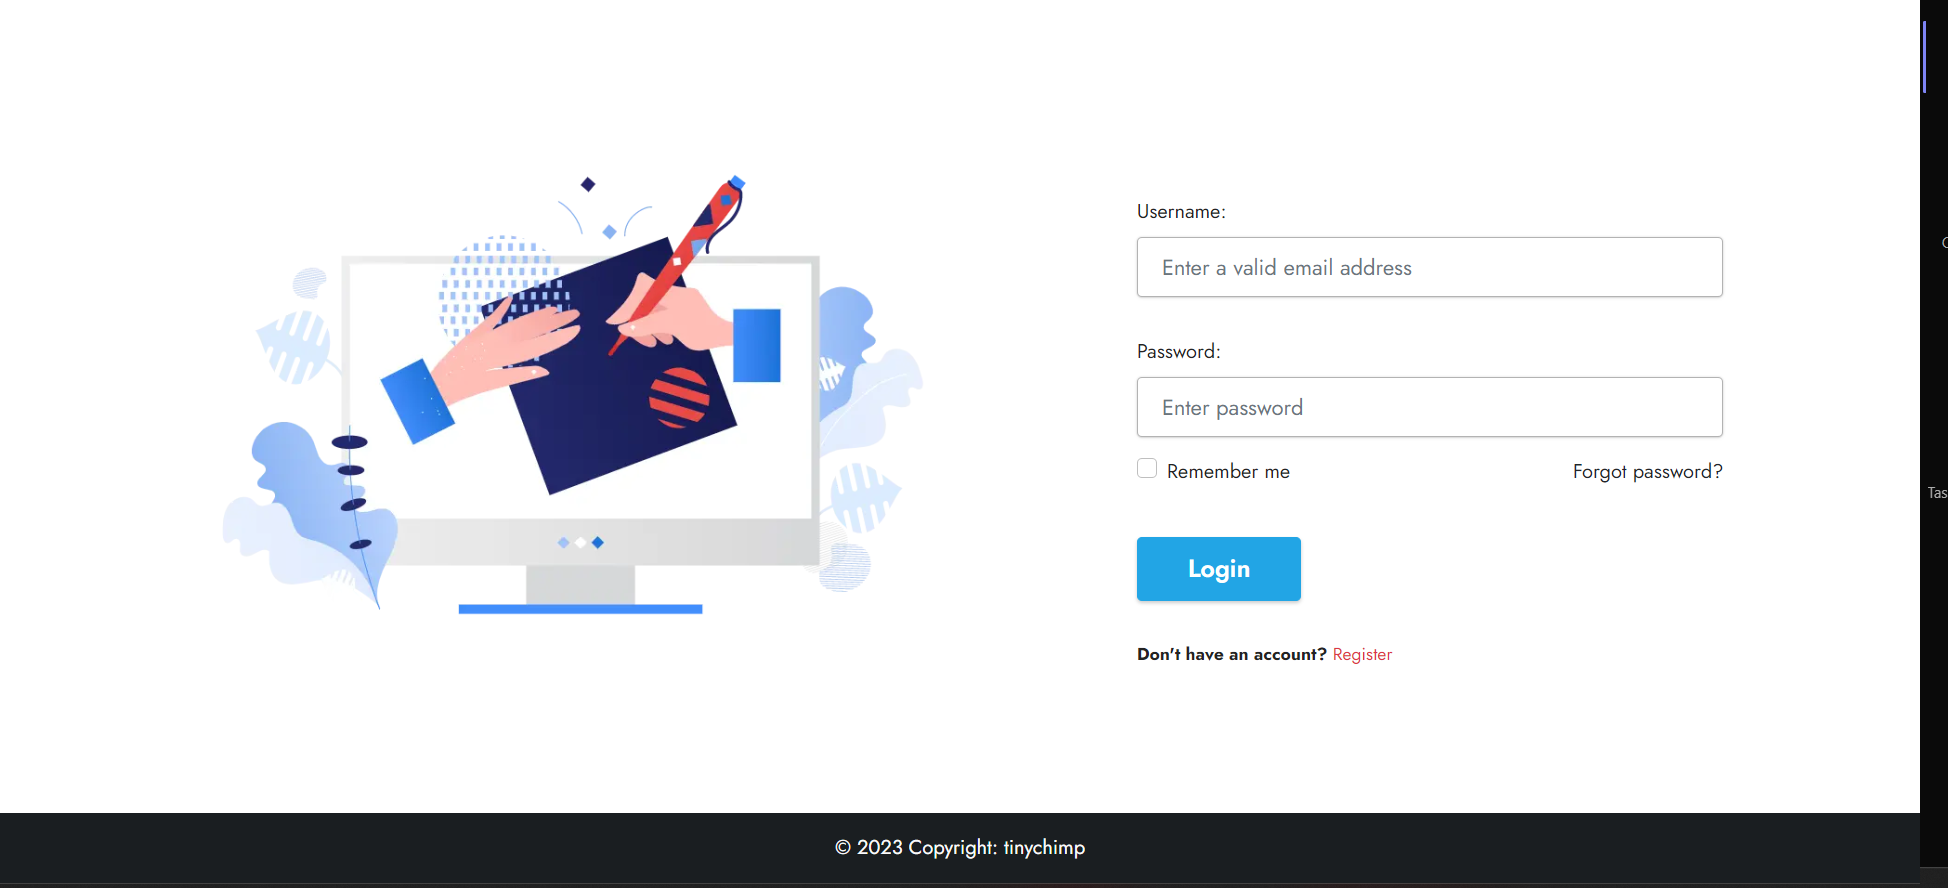 Username:
Enter a valid email address
Password:
Enter password
Remember me
Forgot password?
Login
Don't have an account? Register
© 2023 Copyright: tinychimp
Tas